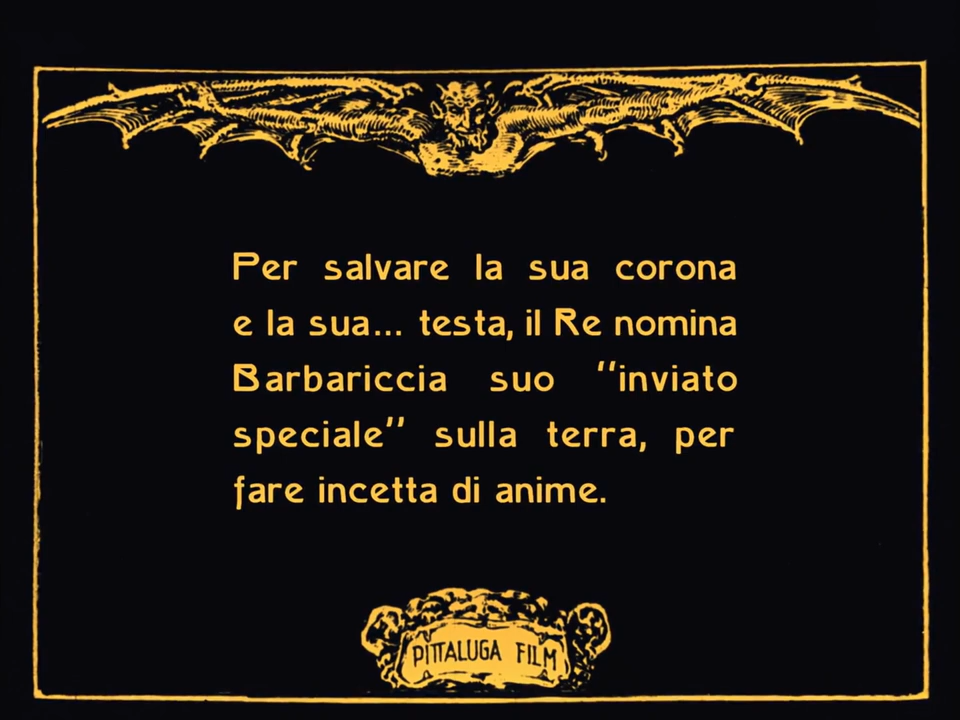 Per salvare la sua corona
e la sua... testa, il Re nomina
Barbariccia suo "inviato
speciale" sulla terra, per
fare incetta di anime.
PITTALUGA FILM